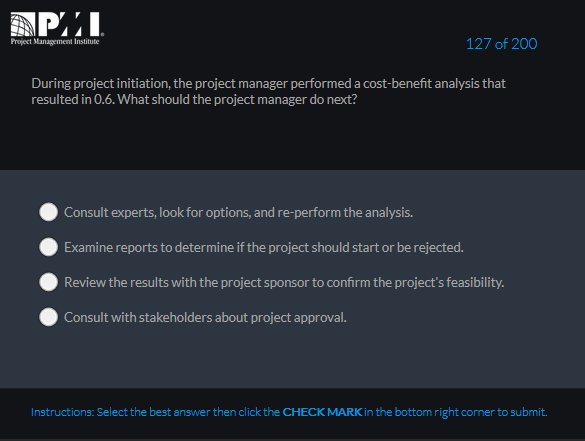 PMI.
Project Management Institute
127 of 200
During project initiation, the project manager performed a cost-benefit analysis that
resulted in 0.6. What should the project manager do next?
Consult experts, look for options, and re-perform the analysis.
Examine reports to determine if the project should start or be rejected.
Review the results with the project sponsor to confirm the project's feasibility.
Consult with stakeholders about project approval.
Instructions: Select the best answer then click the CHECK MARK in the bottom right corner to submit.